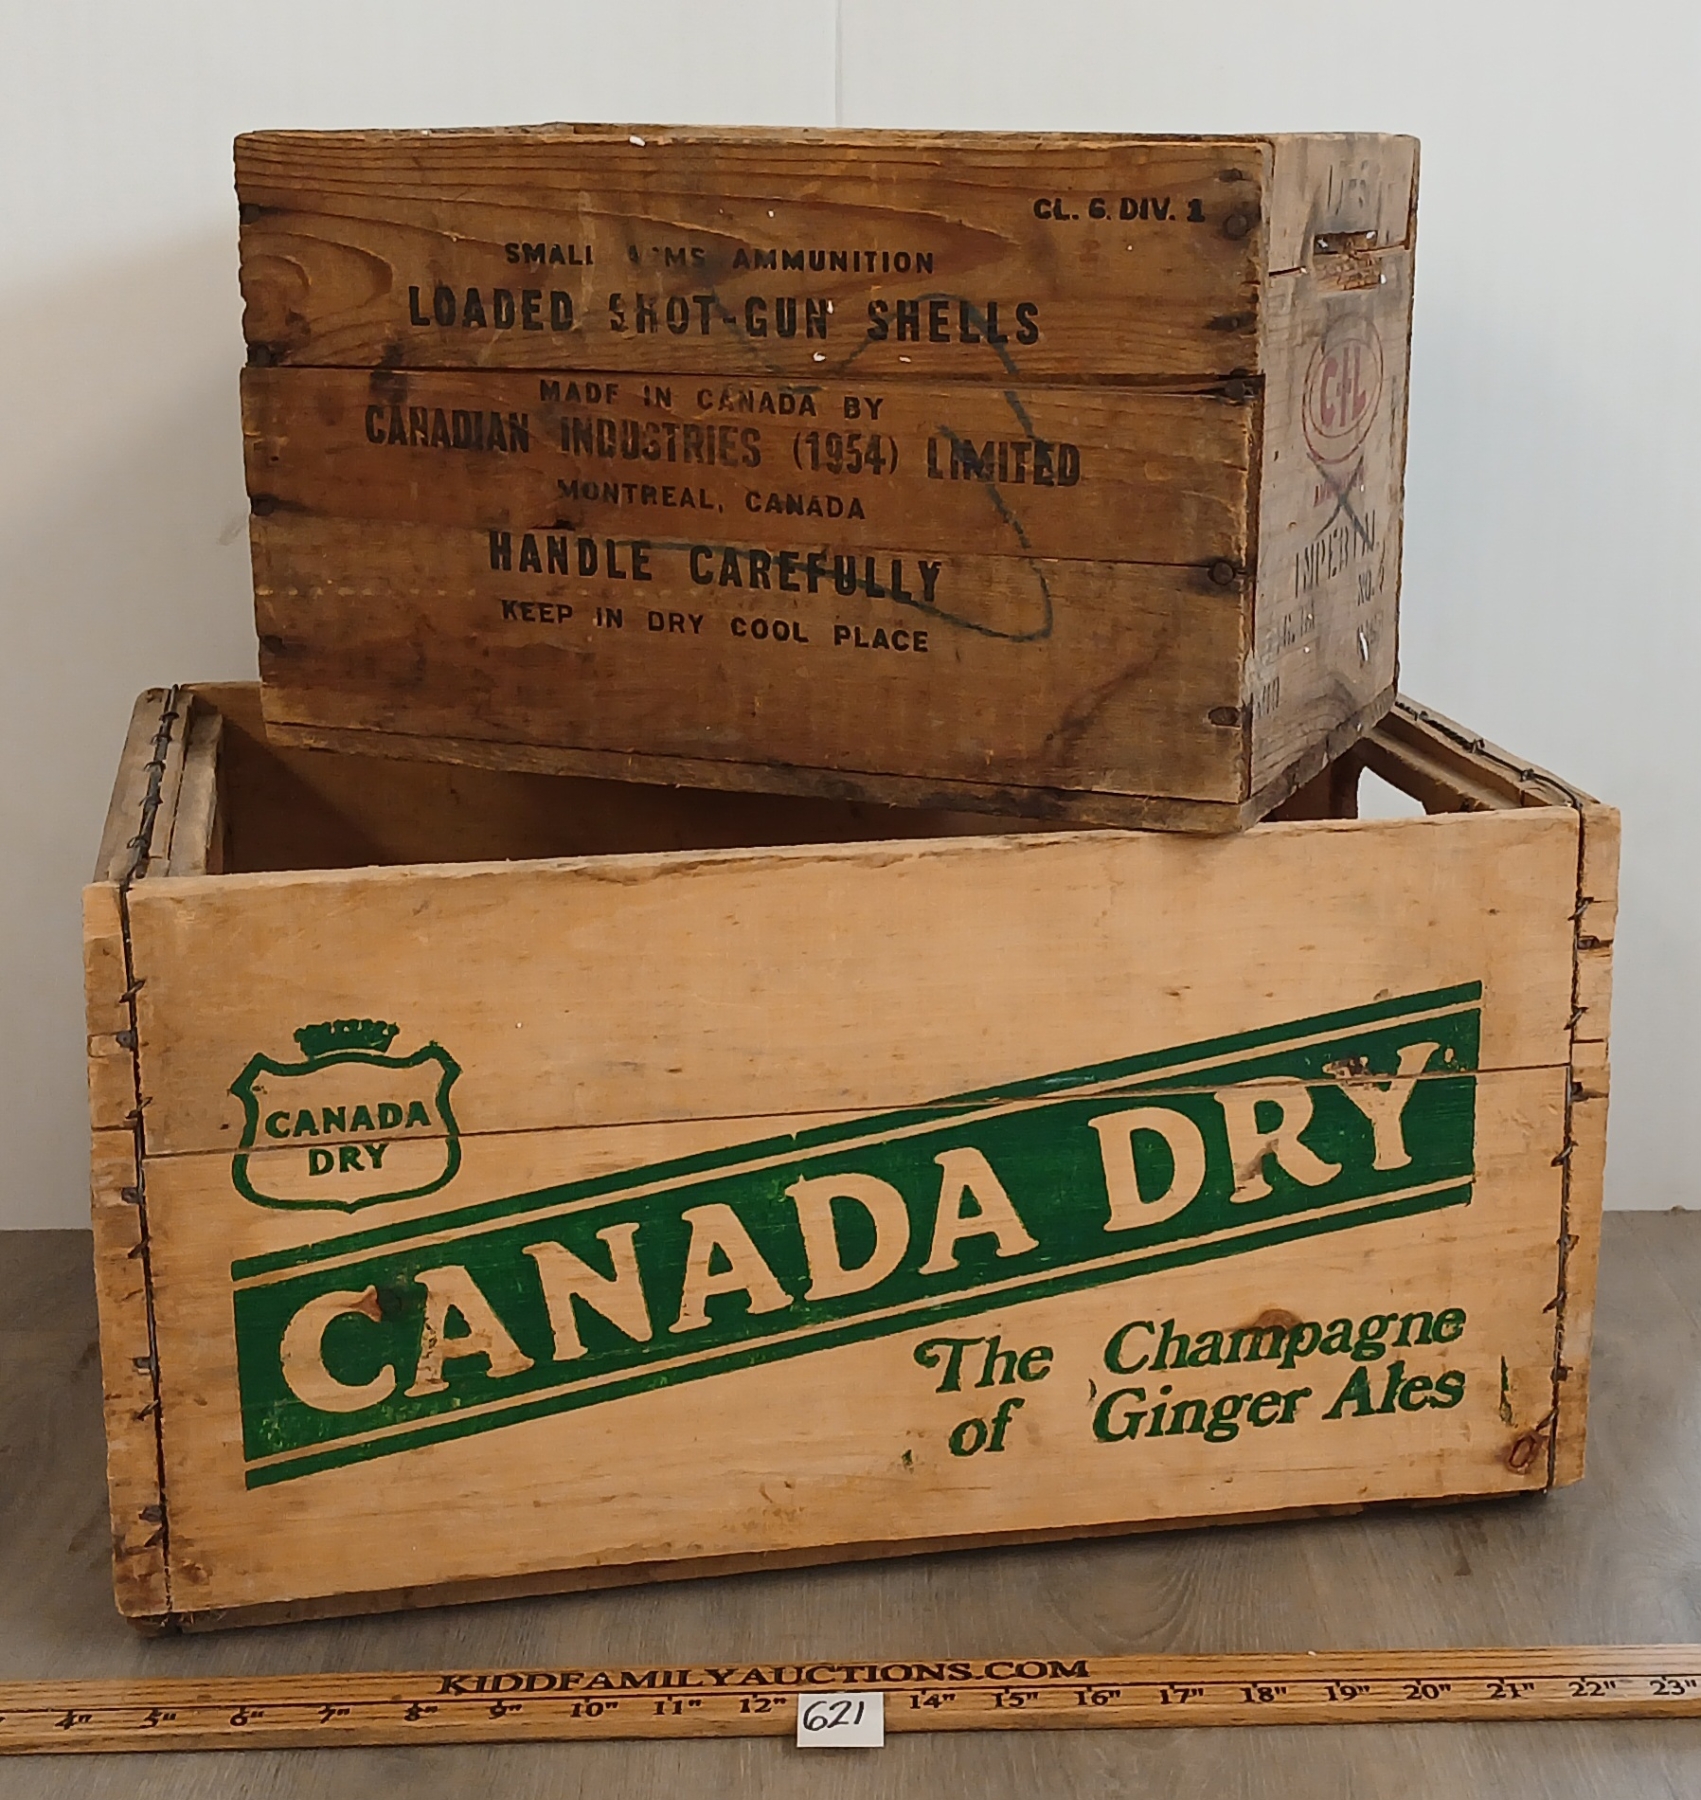 CL. 6. DIV. 1
SMALL ARMS AMMUNITION
LOADED SHOT-GUN SHELLS
MADE IN CANADA BY
CANADIAN INDUSTRIES (1954) LIMITED
MONTREAL, CANADA
HANDLE CAREFULLY
KEEP IN DRY COOL PLACE
C-I-L
IMPERIAL
NO.
CANADA
DRY
CANADA DRY
The Champagne
of Ginger Ales
KIDDFAMILYAUCTIONS.COM
4" 5" 6" 7" 8" 9" 10" 11" 12" 14" 15" 16" 17" 18" 19" 20" 21" 22" 23"
621